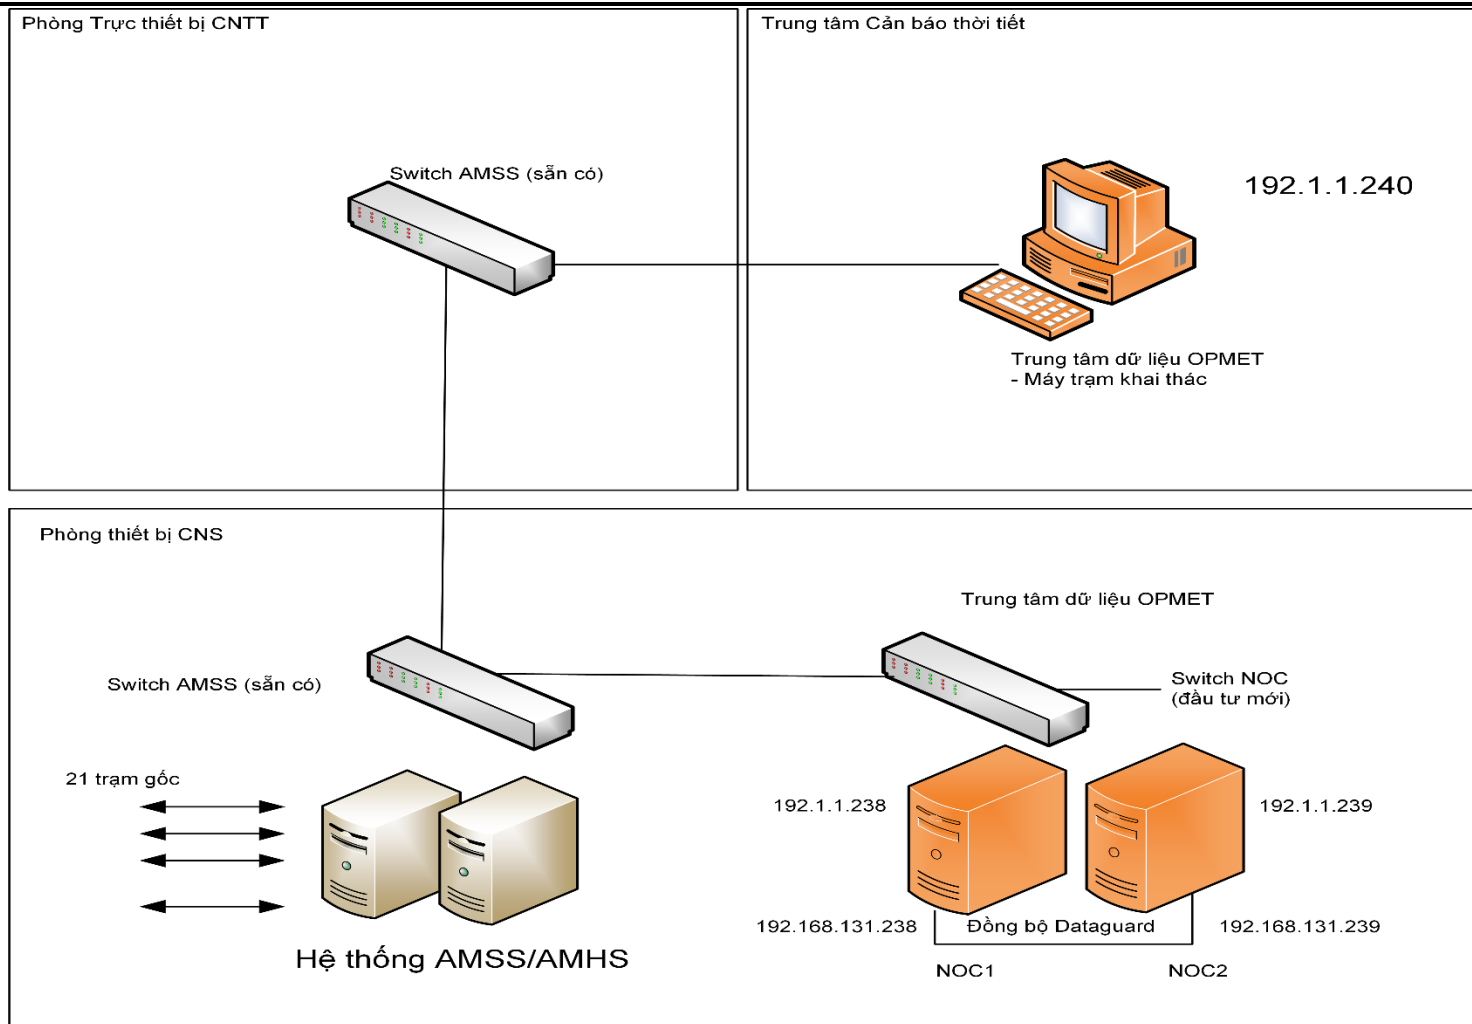 Phòng Trực thiết bị CNTT
Trung tâm Cản báo thời tiết
Switch AMSS (sẵn có)
192.1.1.240
Trung tâm dữ liệu OPMET
- Máy trạm khai thác
Phòng thiết bị CNS
Trung tâm dữ liệu OPMET
Switch AMSS (sẵn có)
Switch NOC
(đầu tư mới)
21 trạm gốc
192.1.1.238
192.1.1.239
192.168.131.238
Đồng bộ Dataguard
192.168.131.239
Hệ thống AMSS/AMHS
NOC1
NOC2